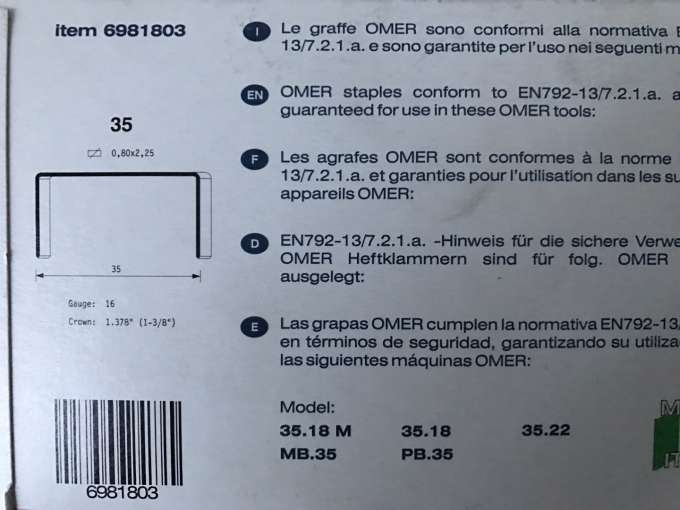 item 6981803
35
0,80x2,25
35
Gauge: 16
Crown: 1.378" (1-3/8")
6981803
I Le graffe OMER sono conformi alla normativa
13/7.2.1.a. e sono garantite per l'uso nei seguenti
EN OMER staples conform to EN792-13/7.2.1.a.
guaranteed for use in these OMER tools:
F Les agrafes OMER sont conformes à la norme
13/7.2.1.a. et garanties pour l'utilisation dans les
appareils OMER:
D EN792-13/7.2.1.a. -Hinweis für die sichere
OMER Heftklammern sind für folg. OMER
ausgelegt:
E Las grapas OMER cumplen la normativa EN792-13/
en términos de seguridad, garantizando su
las siguientes máquinas OMER:
Model:
35.18 M 35.18 35.22
MB.35 PB.35